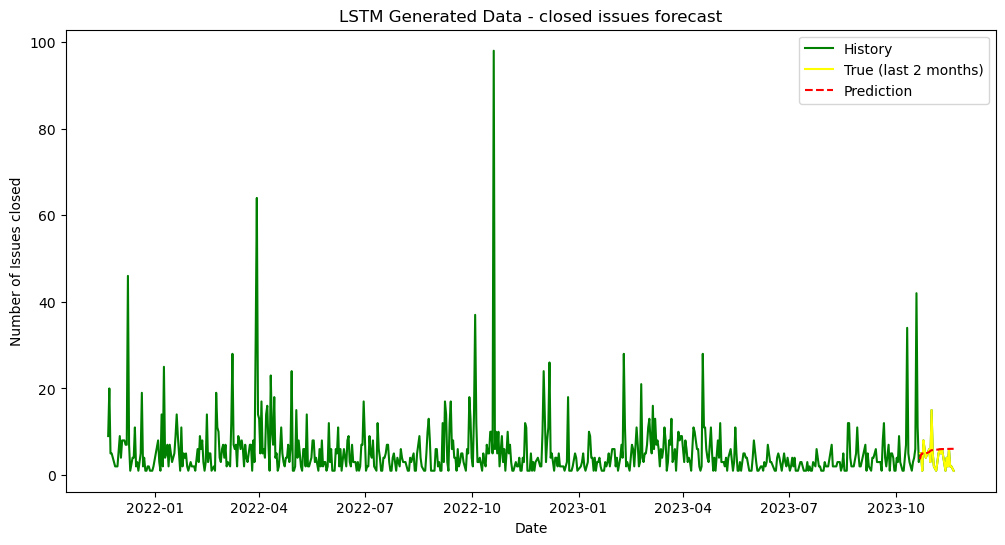 LSTM Generated Data - closed issues forecast
History
True (last 2 months)
Prediction
100
80
60
40
20
0
Number of Issues closed
2022-01
2022-04
2022-07
2022-10
2023-01
2023-04
2023-07
2023-10
Date